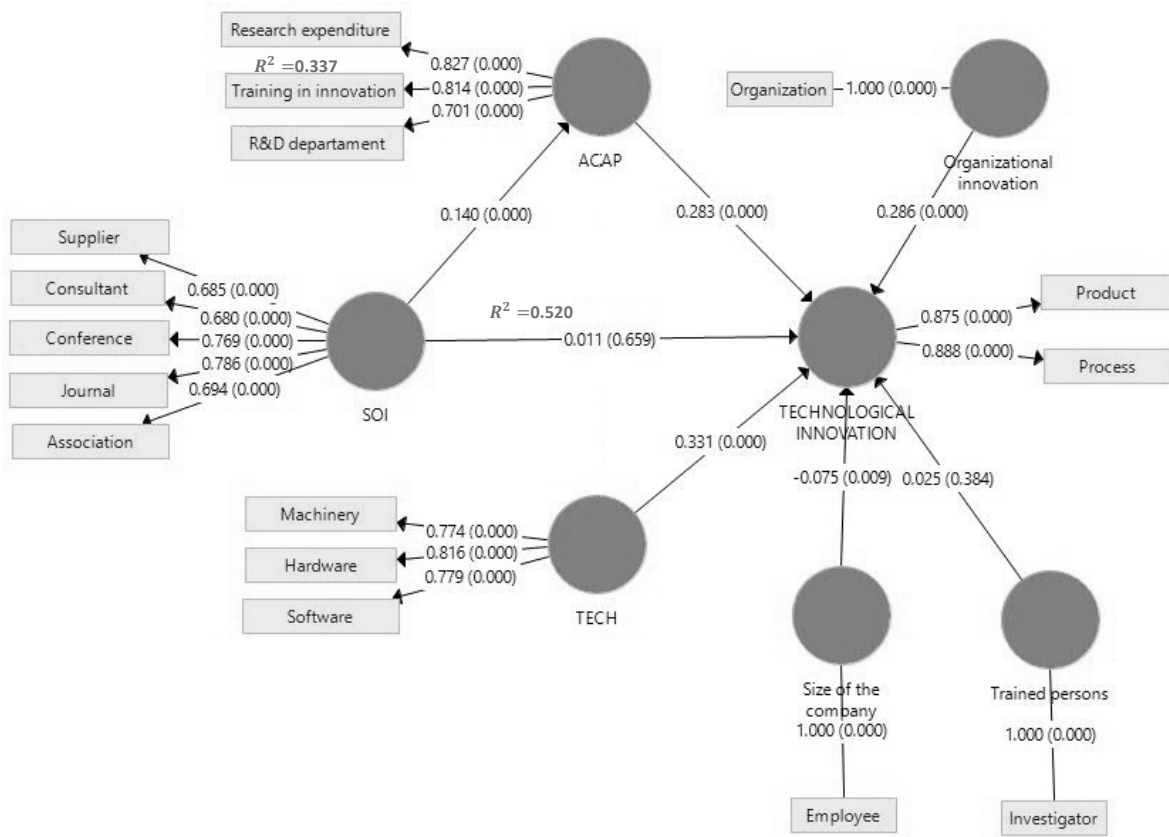 Research expenditure
R² =0.337
Training in innovation
R&D departament
0.827 (0.000)
0.814 (0.000)
0.701 (0.000)
ACAP
Organization
1.000 (0.000)
Organizational
innovation
0.140 (0.000)
0.283 (0.000)
0.286 (0.000)
Supplier
Consultant
Conference
Journal
Association
0.685 (0.000)
0.680 (0.000)
0.769 (0.000)
0.786 (0.000)
0.694 (0.000)
SOI
R² =0.520
0.011 (0.659)
TECHNOLOGICAL
INNOVATION
0.875 (0.000)
0.888 (0.000)
Product
Process
0.331 (0.000)
-0.075 (0.009)
0.025 (0.384)
Machinery
Hardware
Software
0.774 (0.000)
0.816 (0.000)
0.779 (0.000)
TECH
Size of the
company
1.000 (0.000)
Employee
Trained persons
1.000 (0.000)
Investigator